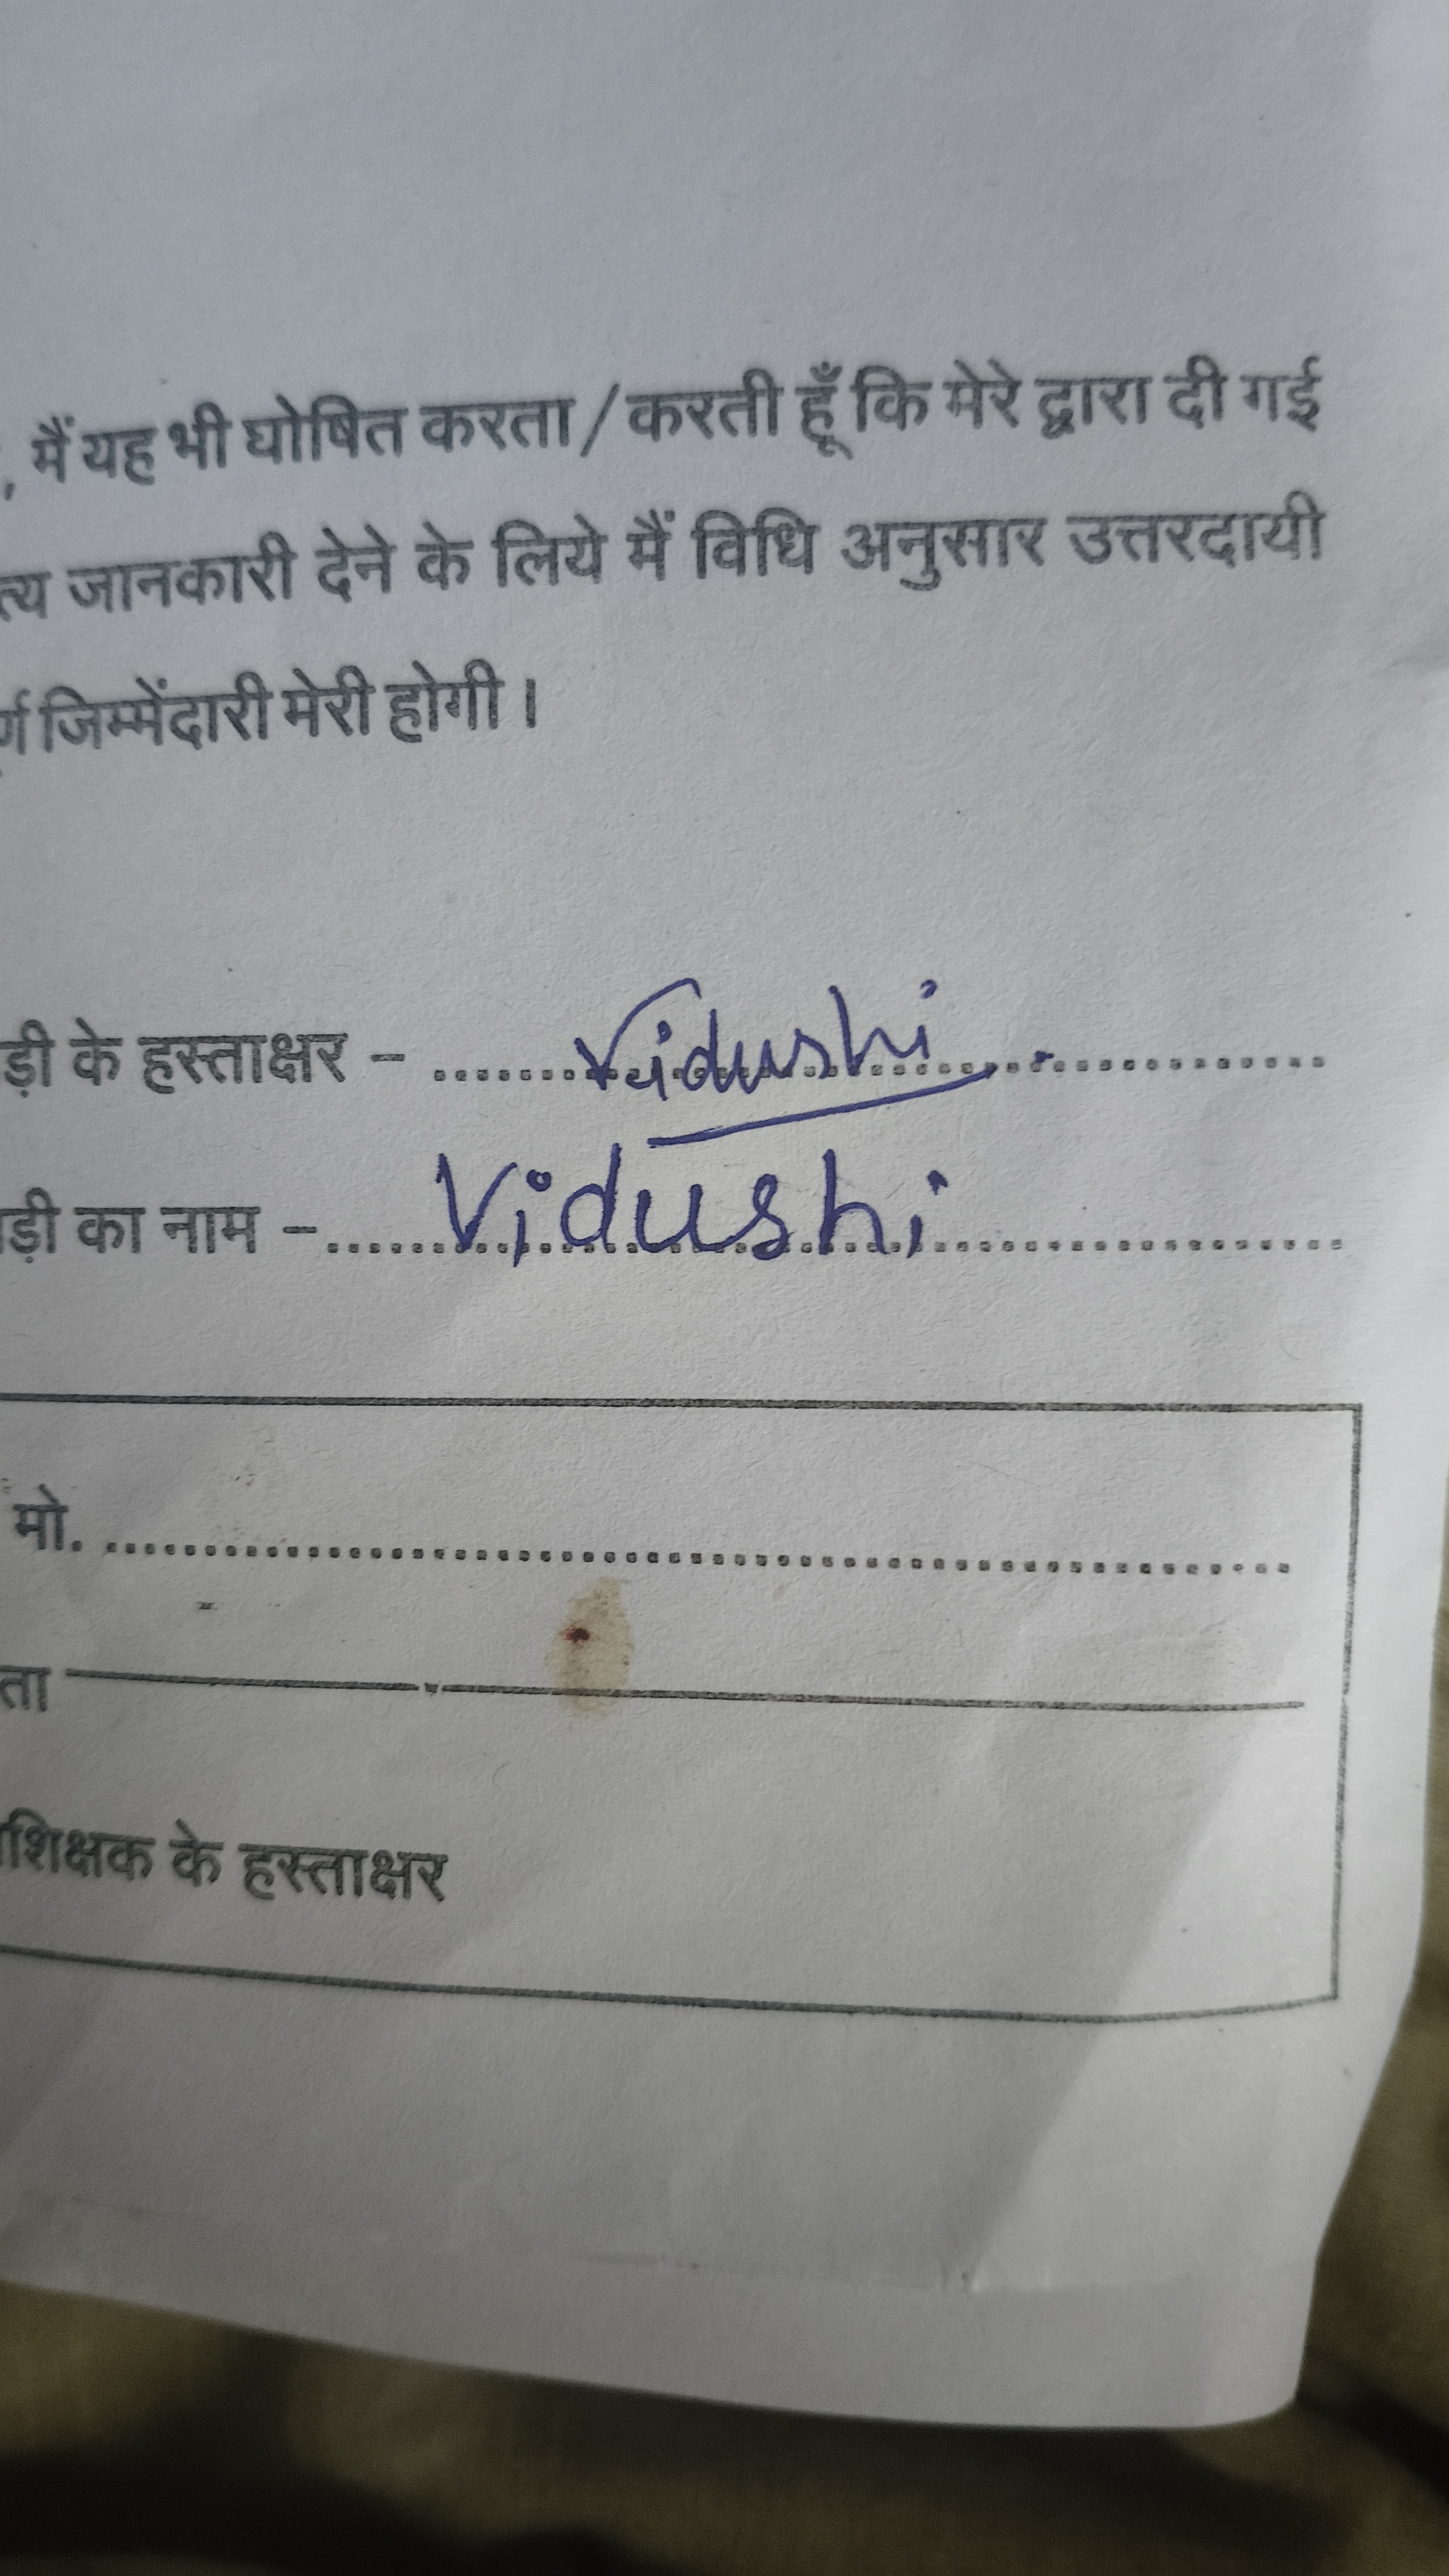 , मैं यह भी घोषित करता/करती हूँ कि मेरे द्वारा दी गई
त्य जानकारी देने के लिये मैं विधि अनुसार उत्तरदायी
र्ण जिम्मेंदारी मेरी होगी।
ड़ी के हस्ताक्षर – ........ Vidushi ........
ड़ी का नाम – ........ Vidushi ........
मो. ........
ता
शिक्षक के हस्ताक्षर